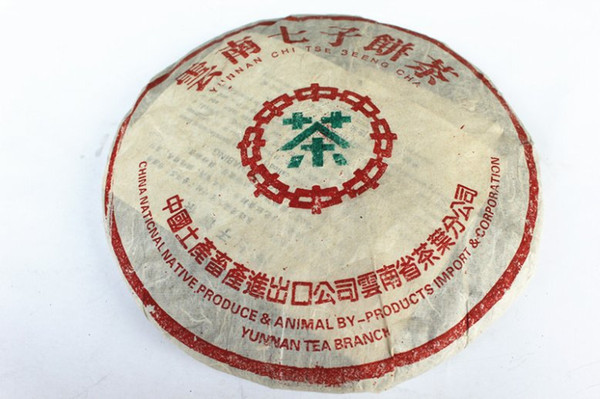 雲南七子餅茶
YUNNAN CHI TSE BEENG CHA
茶
中國土產畜產進出口公司雲南省茶葉分公司
CHINA NATIONAL NATIVE PRODUCE & ANIMAL BY-PRODUCTS IMPORT & CORPORATION
YUNNAN TEA BRANCH